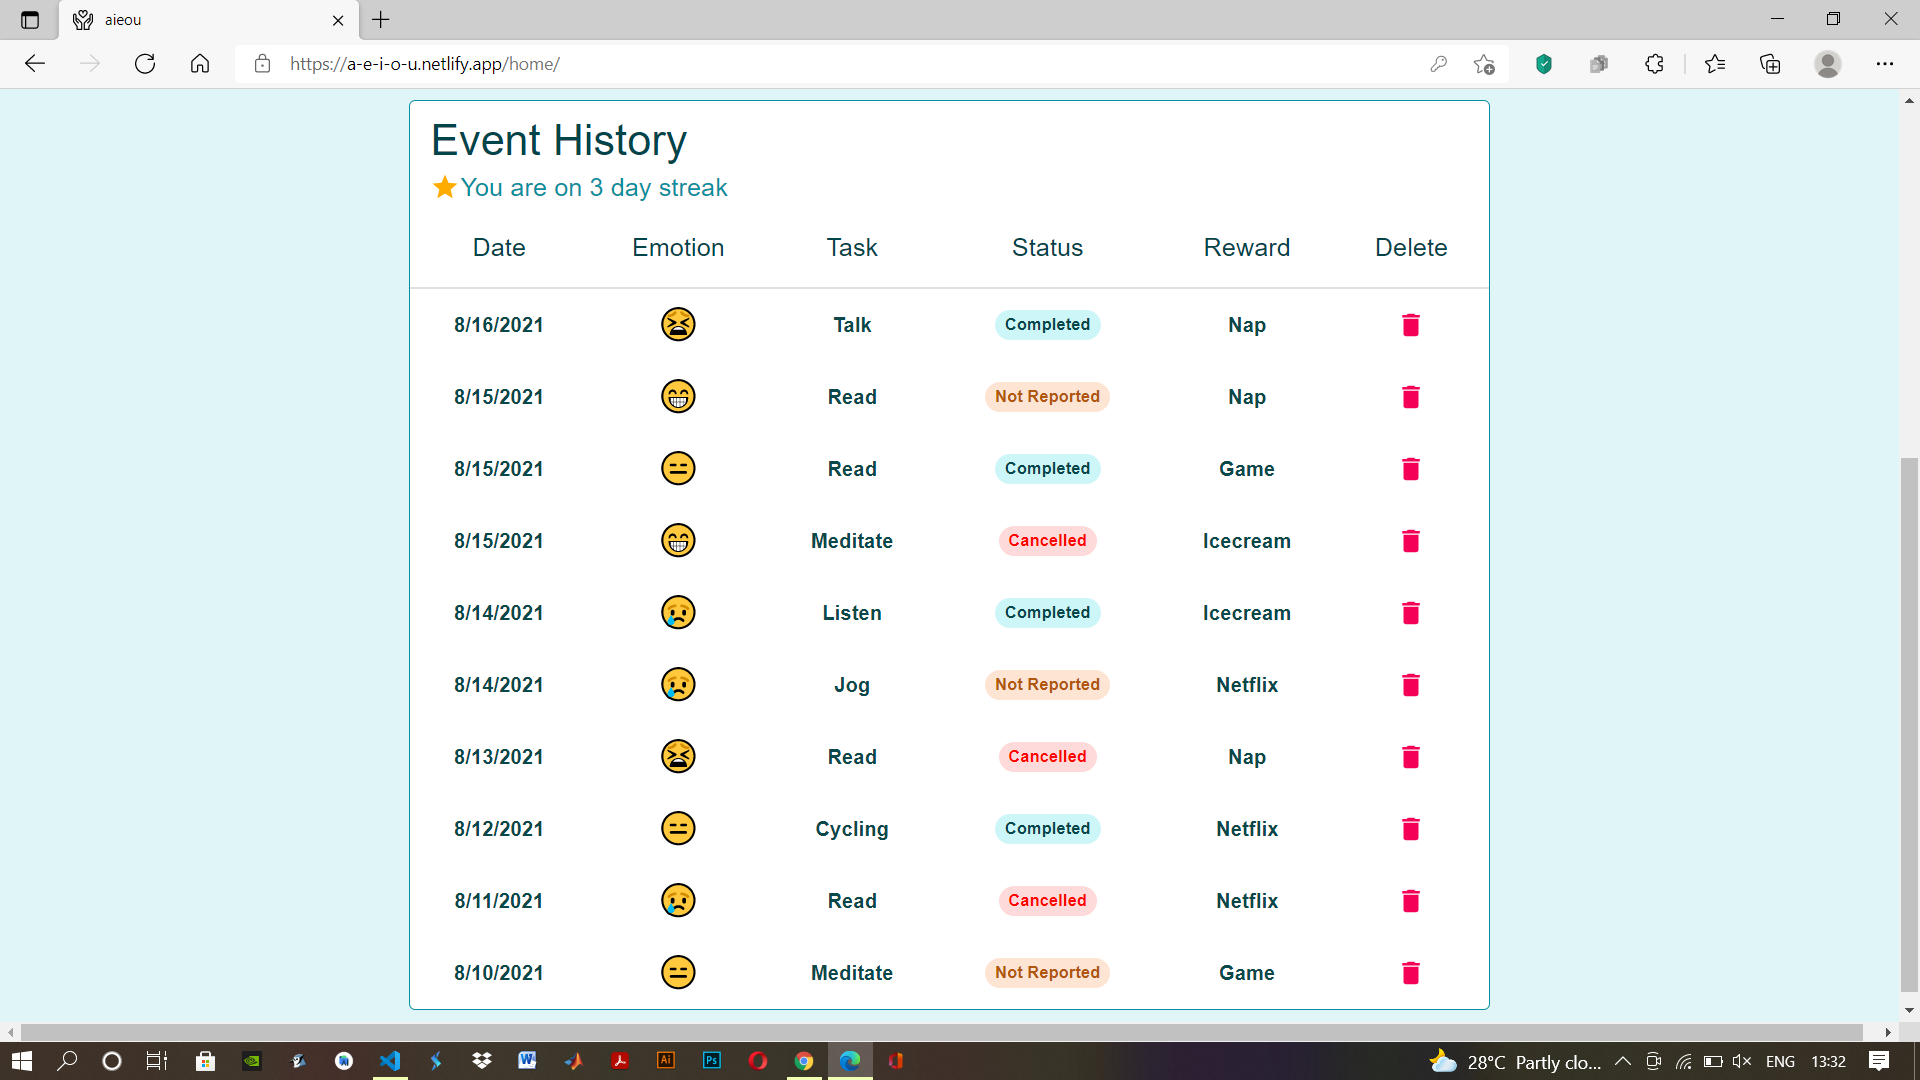 aieou
https://a-e-i-o-u.netlify.app/home/
Event History
You are on 3 day streak
Date Emotion Task Status Reward Delete
8/16/2021 Talk Completed Nap
8/15/2021 Read Not Reported Nap
8/15/2021 Read Completed Game
8/15/2021 Meditate Cancelled Icecream
8/14/2021 Listen Completed Icecream
8/14/2021 Jog Not Reported Netflix
8/13/2021 Read Cancelled Nap
8/12/2021 Cycling Completed Netflix
8/11/2021 Read Cancelled Netflix
8/10/2021 Meditate Not Reported Game
W Ai Ps 28°C Partly clo... ENG 13:32